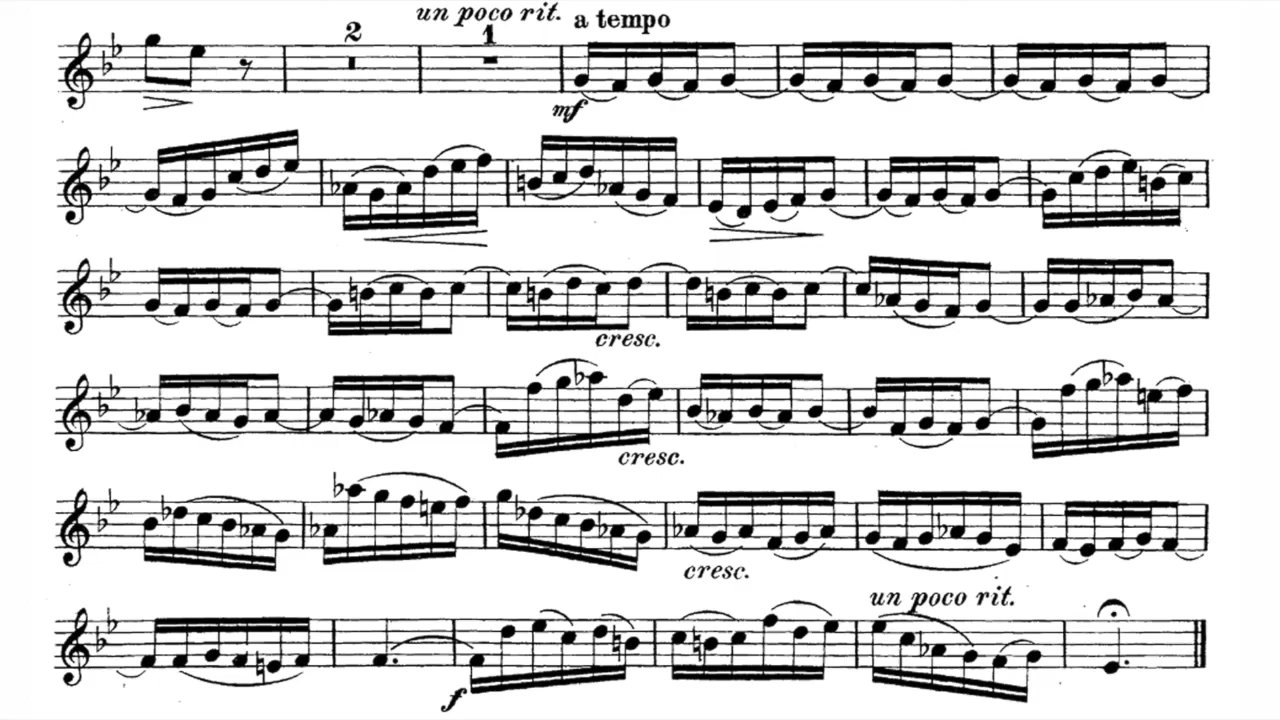 un poco rit.
2 1 a tempo
mf
cresc.
cresc.
cresc.
un poco rit.
f